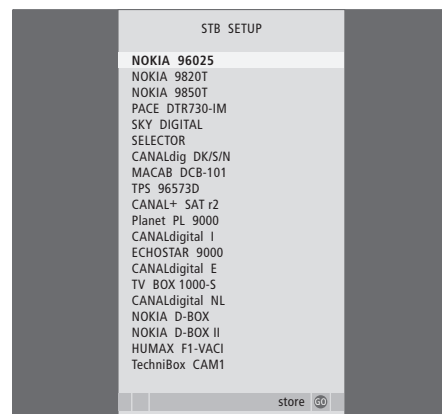 STB SETUP
NOKIA 96025
NOKIA 9820T
NOKIA 9850T
PACE DTR730-IM
SKY DIGITAL
SELECTOR
CANALdig DK/S/N
MACAB DCB-101
TPS 96573D
CANAL+ SAT r2
Planet PL 9000
CANALdigital I
ECHOSTAR 9000
CANALdigital E
TV BOX 1000-S
CANALdigital NL
NOKIA D-BOX
NOKIA D-BOX II
HUMAX F1-VACI
TechniBox CAM1
store GO